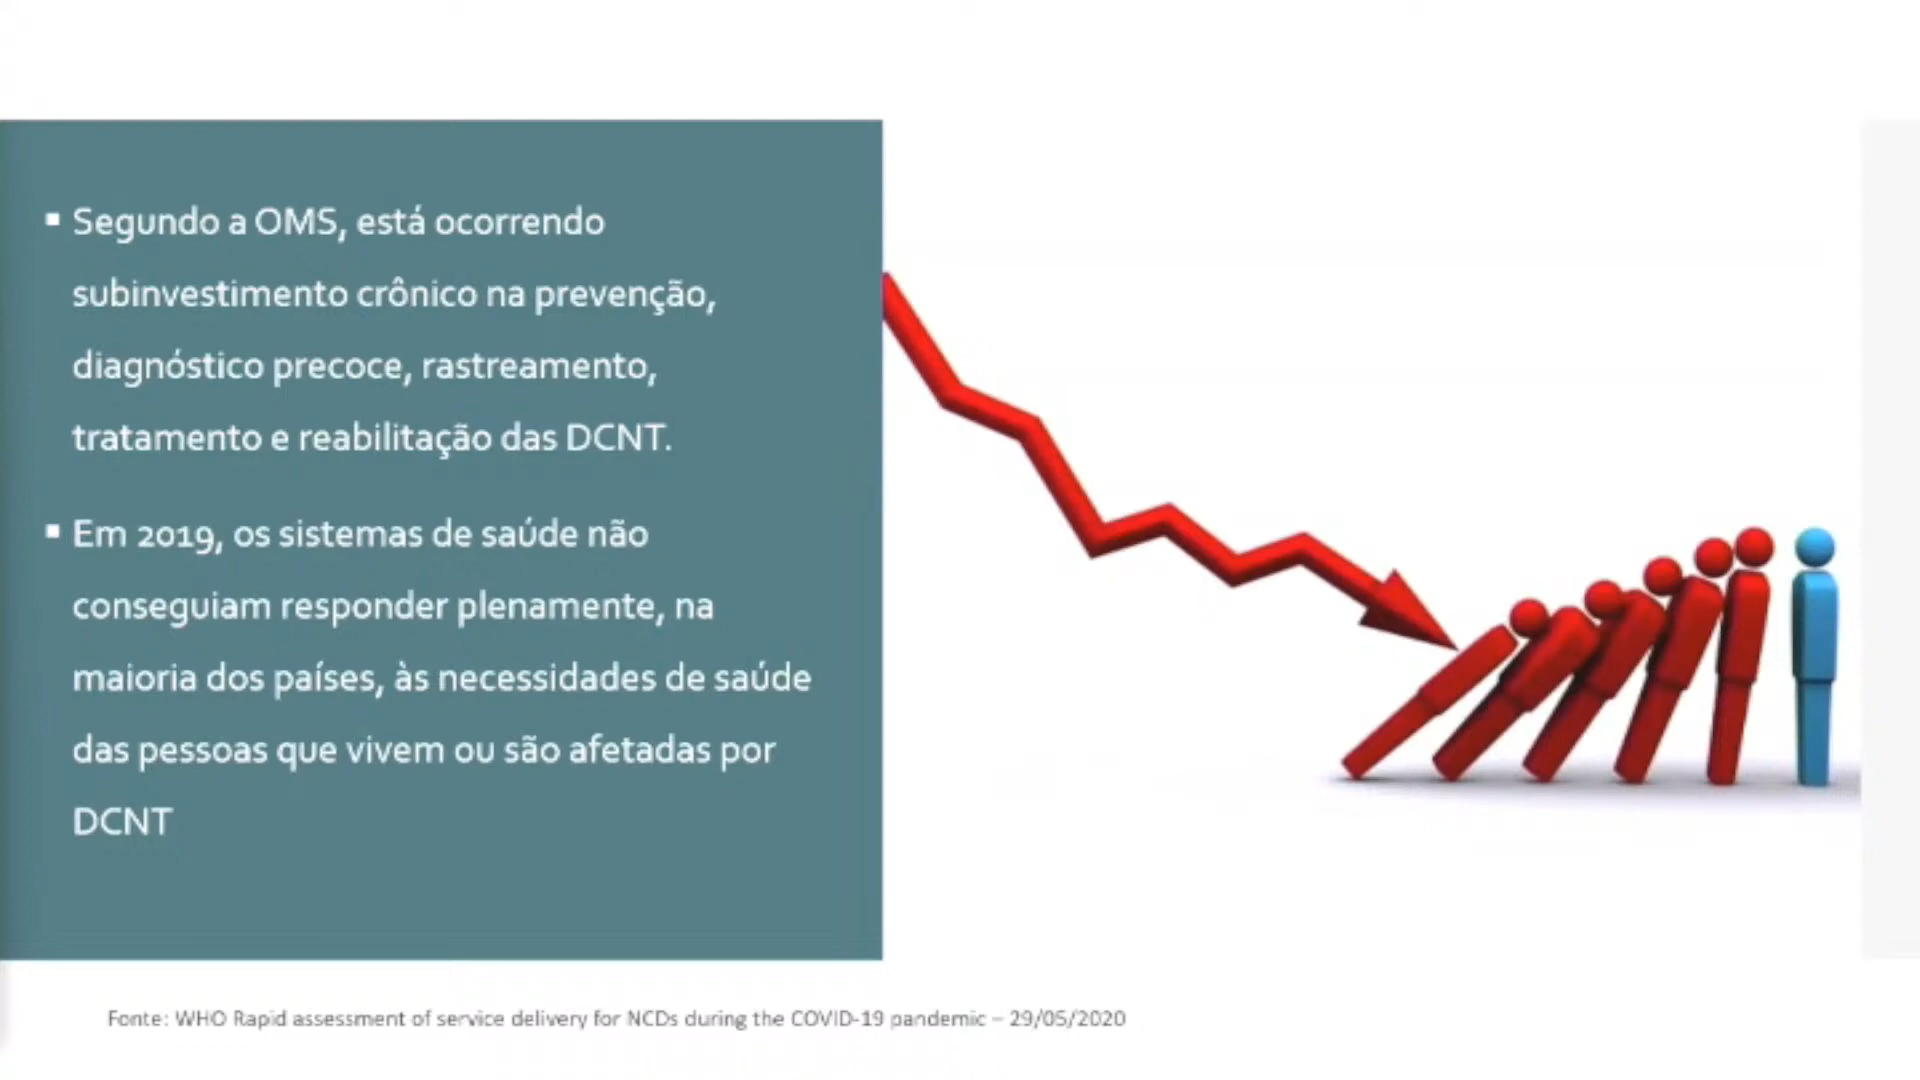 ▪ Segundo a OMS, está ocorrendo
subinvestimento crônico na prevenção,
diagnóstico precoce, rastreamento,
tratamento e reabilitação das DCNT.
▪ Em 2019, os sistemas de saúde não
conseguiam responder plenamente, na
maioria dos países, às necessidades de saúde
das pessoas que vivem ou são afetadas por
DCNT
Fonte: WHO Rapid assessment of service delivery for NCDs during the COVID-19 pandemic – 29/05/2020